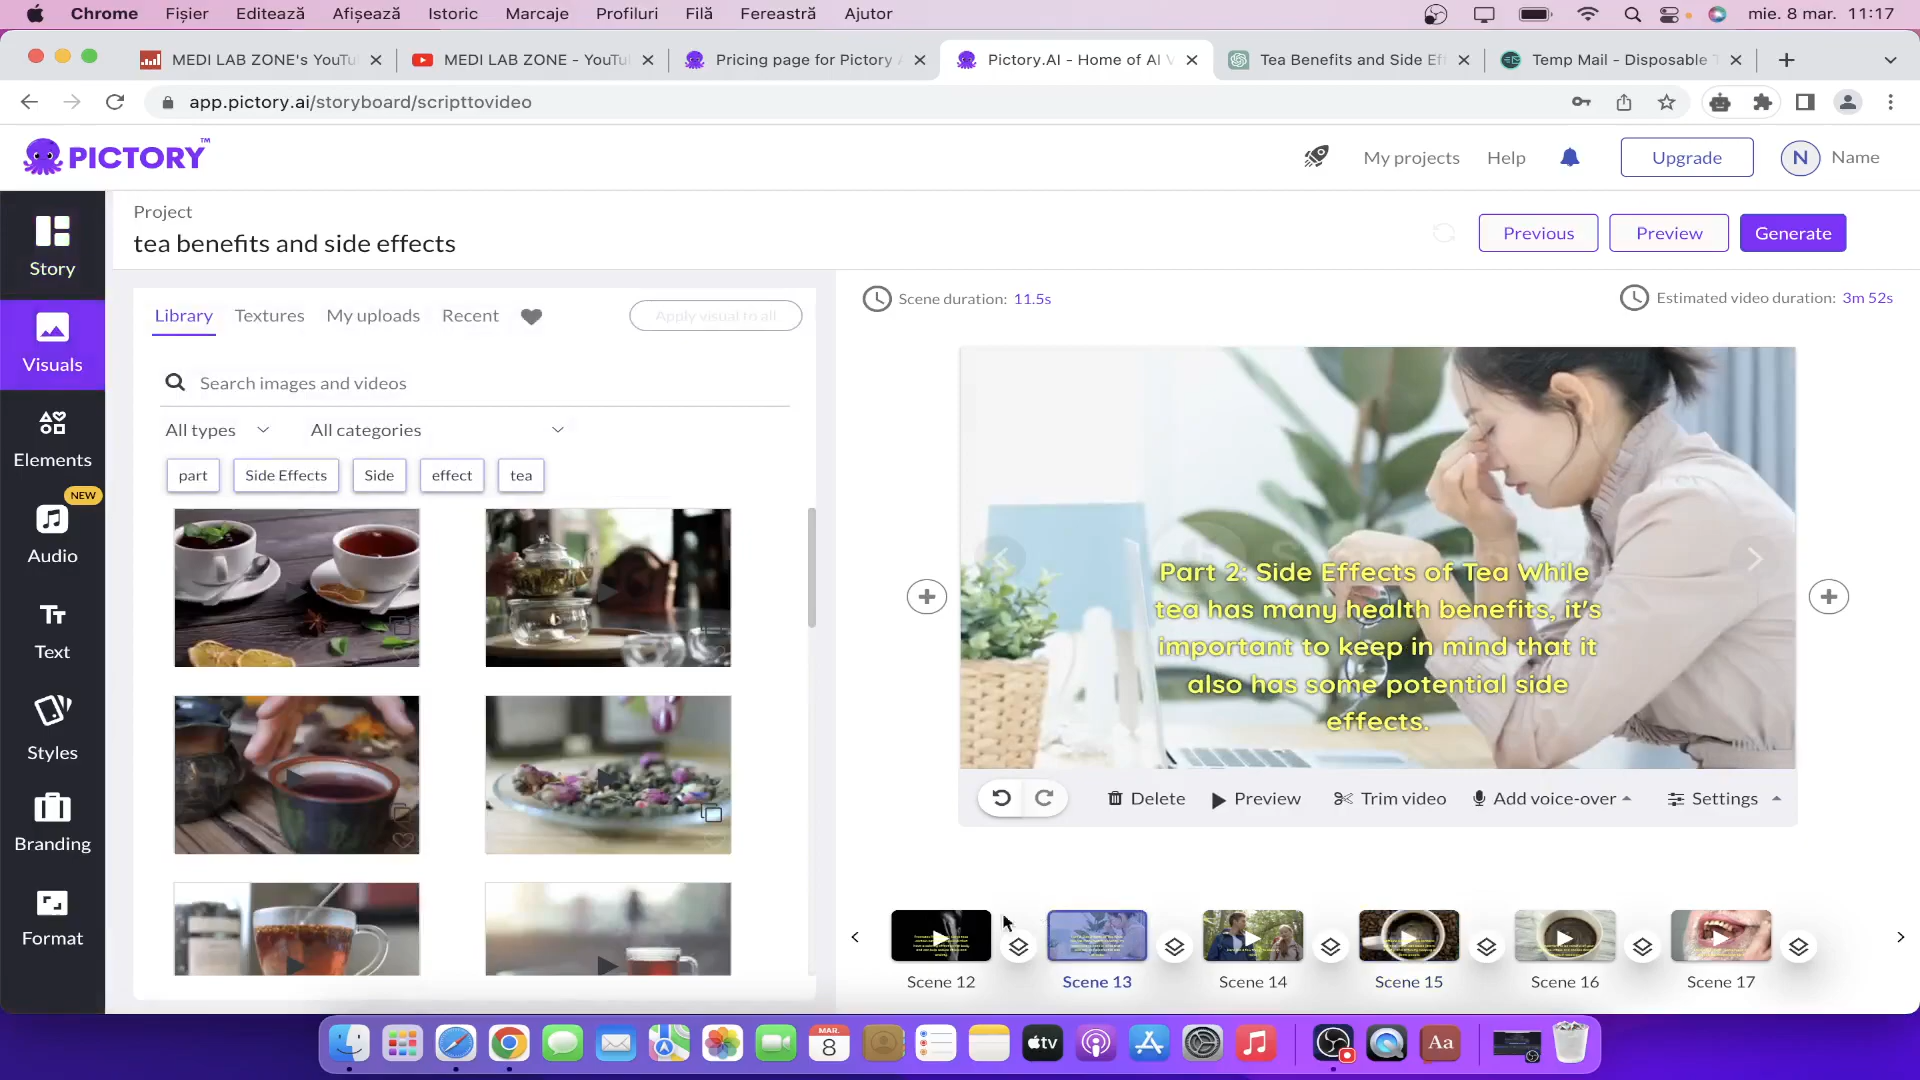 Chrome Fișier Editează Afișează Istoric Marcaje Profiluri Filă Fereastră Ajutor mie. 8 mar. 11:17
MEDI LAB ZONE's YouTu MEDI LAB ZONE - YouTu Pricing page for Pictory Pictory.AI - Home of AI V Tea Benefits and Side Ef Temp Mail - Disposable
app.pictory.ai/storyboard/scripttovideo
PICTORY™ My projects Help Upgrade N Name
Project
tea benefits and side effects
Previous Preview Generate
Story
Visuals
Elements
NEW
Audio
Text
Styles
Branding
Format
Library Textures My uploads Recent Apply visual to all
Search images and videos
All types All categories
part Side Effects Side effect tea
Scene duration: 11.5s Estimated video duration: 3m 52s
Part 2: Side Effects of Tea While
tea has many health benefits, it's
important to keep in mind that it
also has some potential side
effects.
Delete Preview Trim video Add voice-over Settings
Scene 12 Scene 13 Scene 14 Scene 15 Scene 16 Scene 17
MAR.
8
tv
Aa